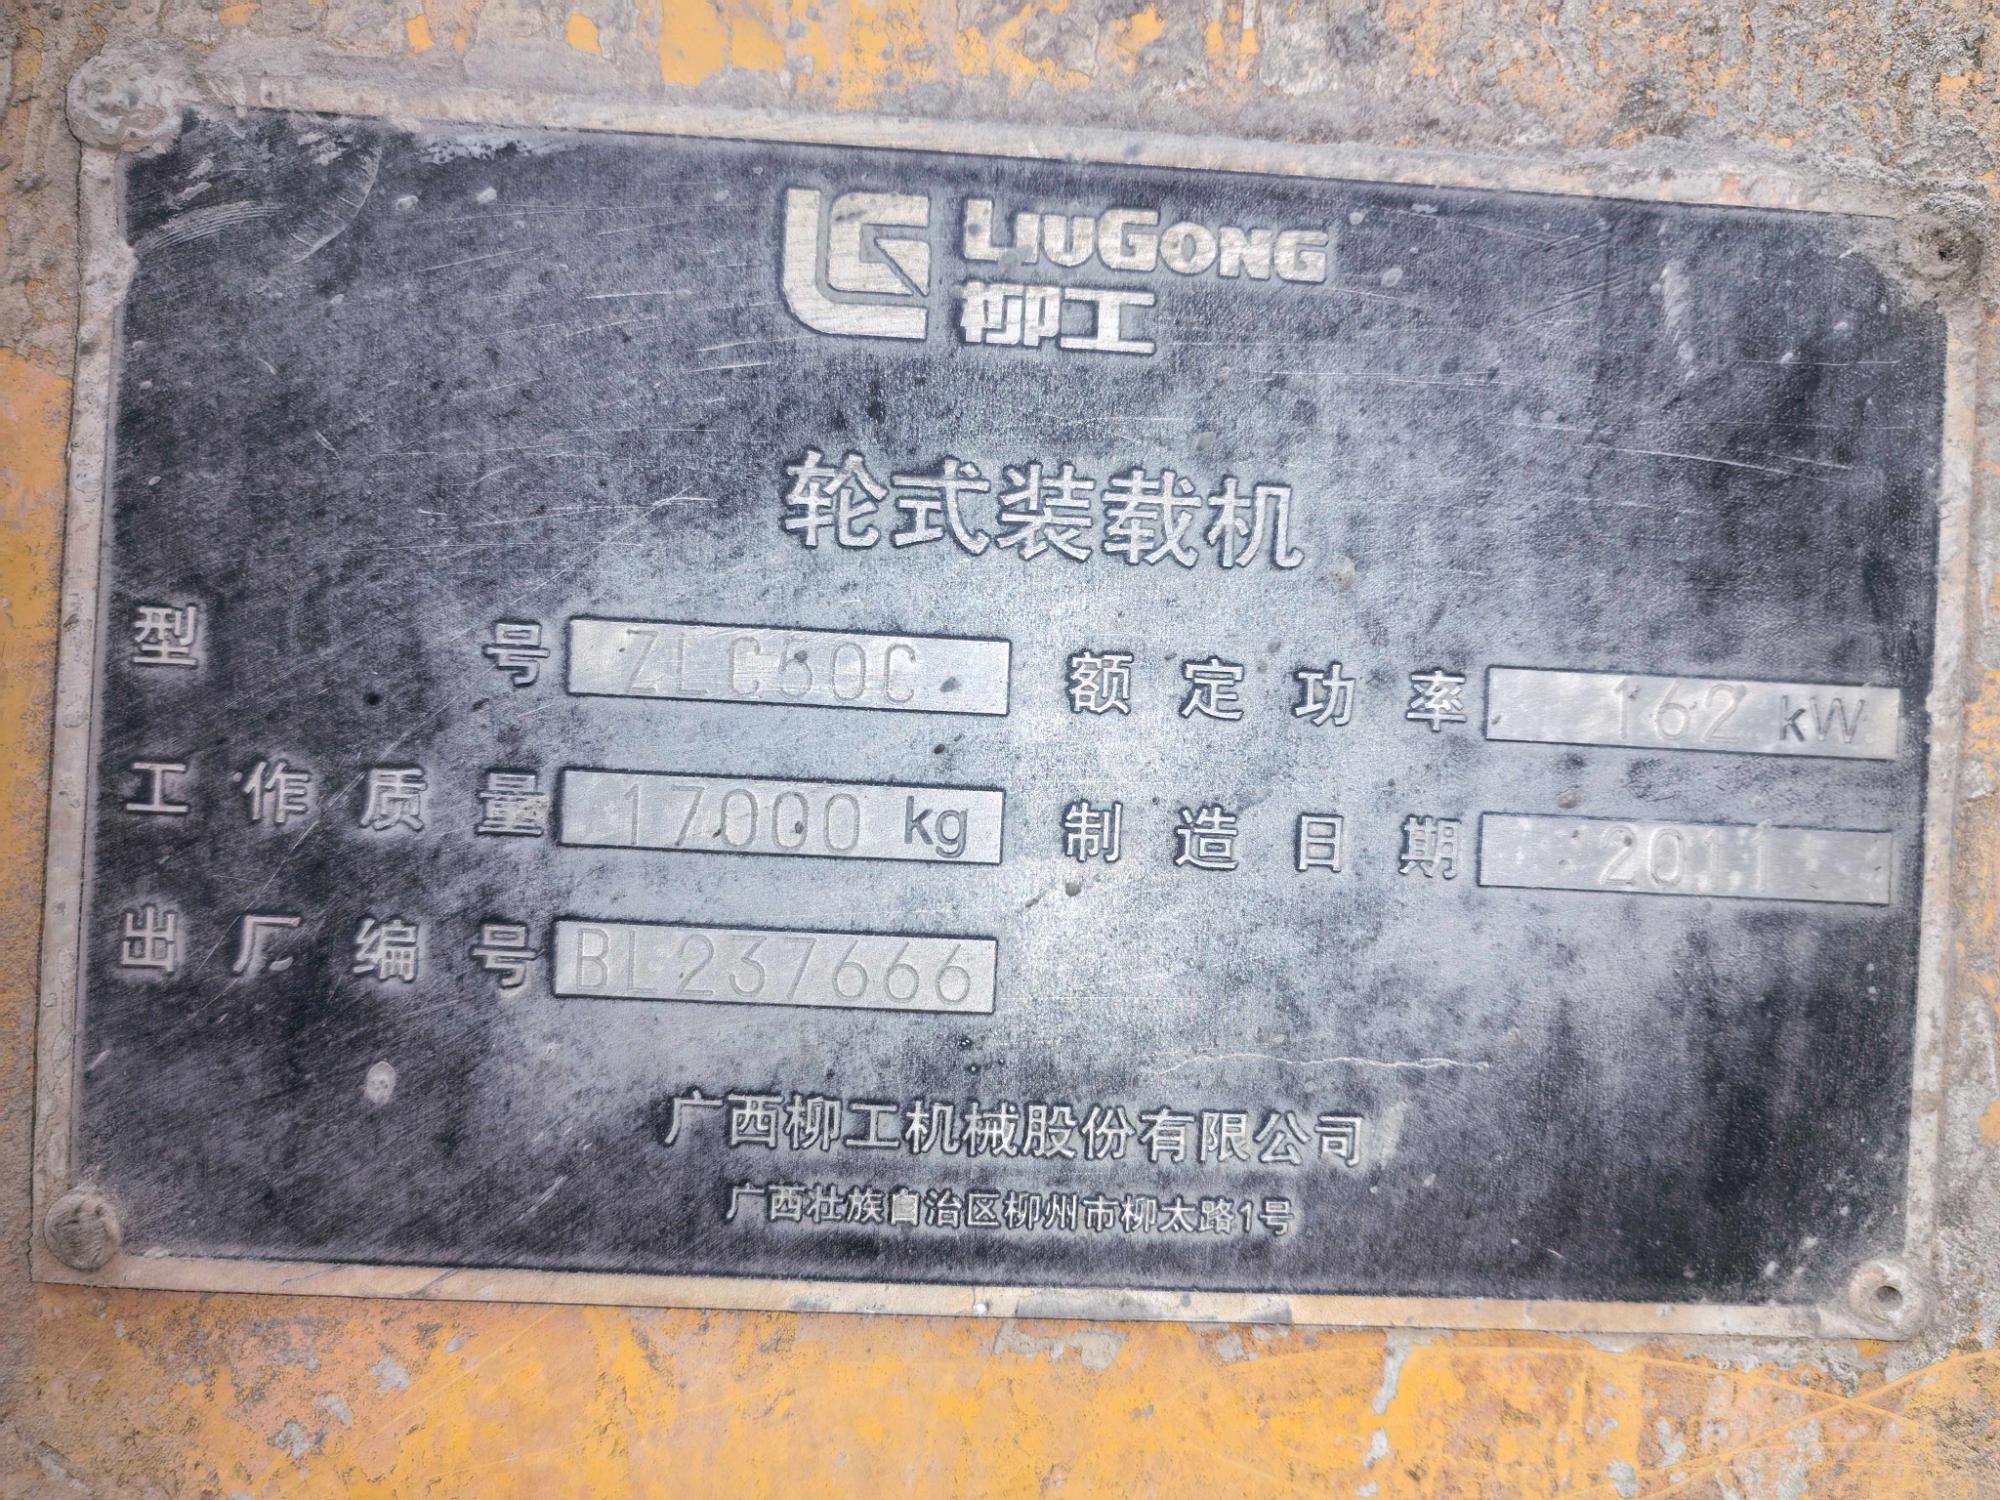 LIUGONG
柳工
轮式装载机
型号 ZLC50C 额定功率 162 kW
工作质量 17000 kg 制造日期 2011
出厂编号 BL237666
广西柳工机械股份有限公司
广西壮族自治区柳州市柳太路1号